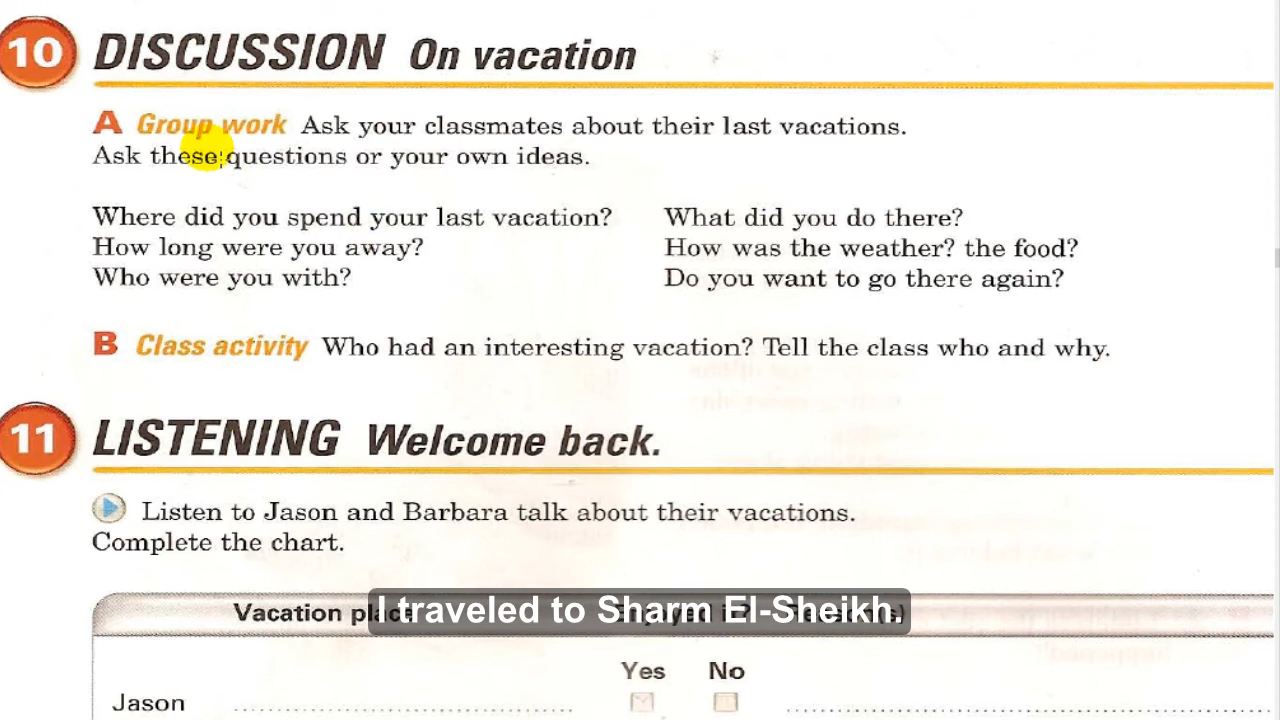 10 DISCUSSION On vacation
A Group work Ask your classmates about their last vacations.
Ask these questions or your own ideas.
Where did you spend your last vacation?
How long were you away?
Who were you with?
What did you do there?
How was the weather? the food?
Do you want to go there again?
B Class activity Who had an interesting vacation? Tell the class who and why.
11 LISTENING Welcome back.
Listen to Jason and Barbara talk about their vacations.
Complete the chart.
Vacation place Enjoyed it? Reason(s)
I traveled to Sharm El-Sheikh
Yes No
Jason